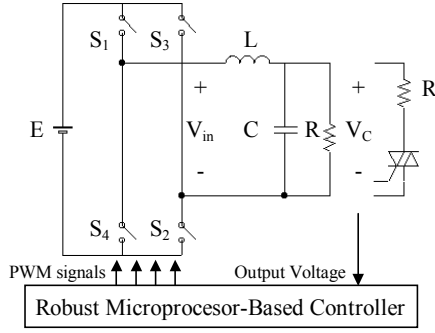 S1 S3
L
+ +
R
E
Vin C R VC
- -
S4 S2
PWM signals Output Voltage
Robust Microprocesor-Based Controller